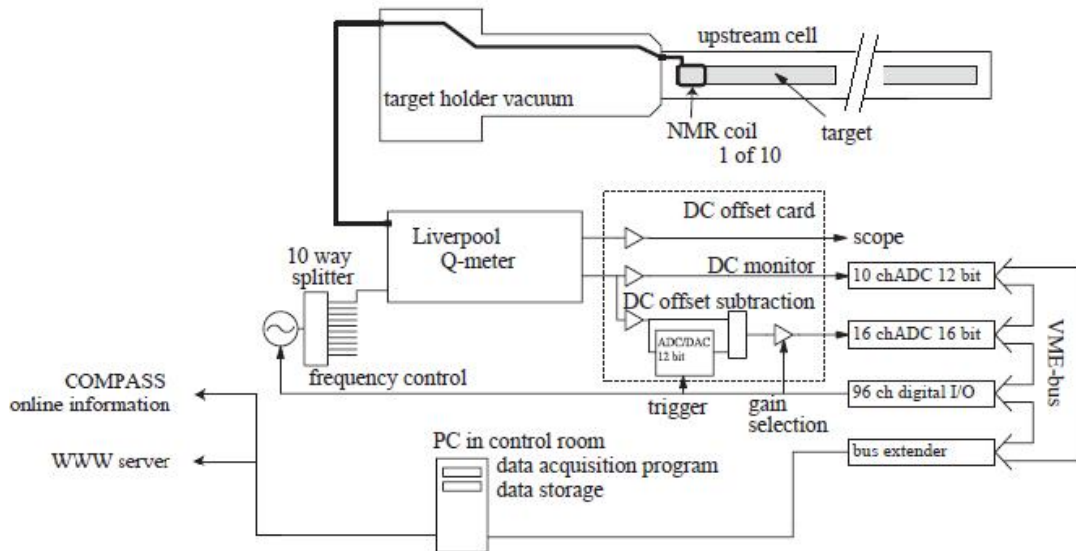 upstream cell
target holder vacuum
NMR coil
1 of 10
target
DC offset card
Liverpool
Q-meter
scope
10 way
splitter
DC monitor
10 chADC 12 bit
DC offset subtraction
ADC/DAC
12 bit
16 chADC 16 bit
VME-bus
frequency control
COMPASS
online information
trigger
gain
selection
96 ch digital I/O
PC in control room
bus extender
WWW server
data acquisition program
data storage